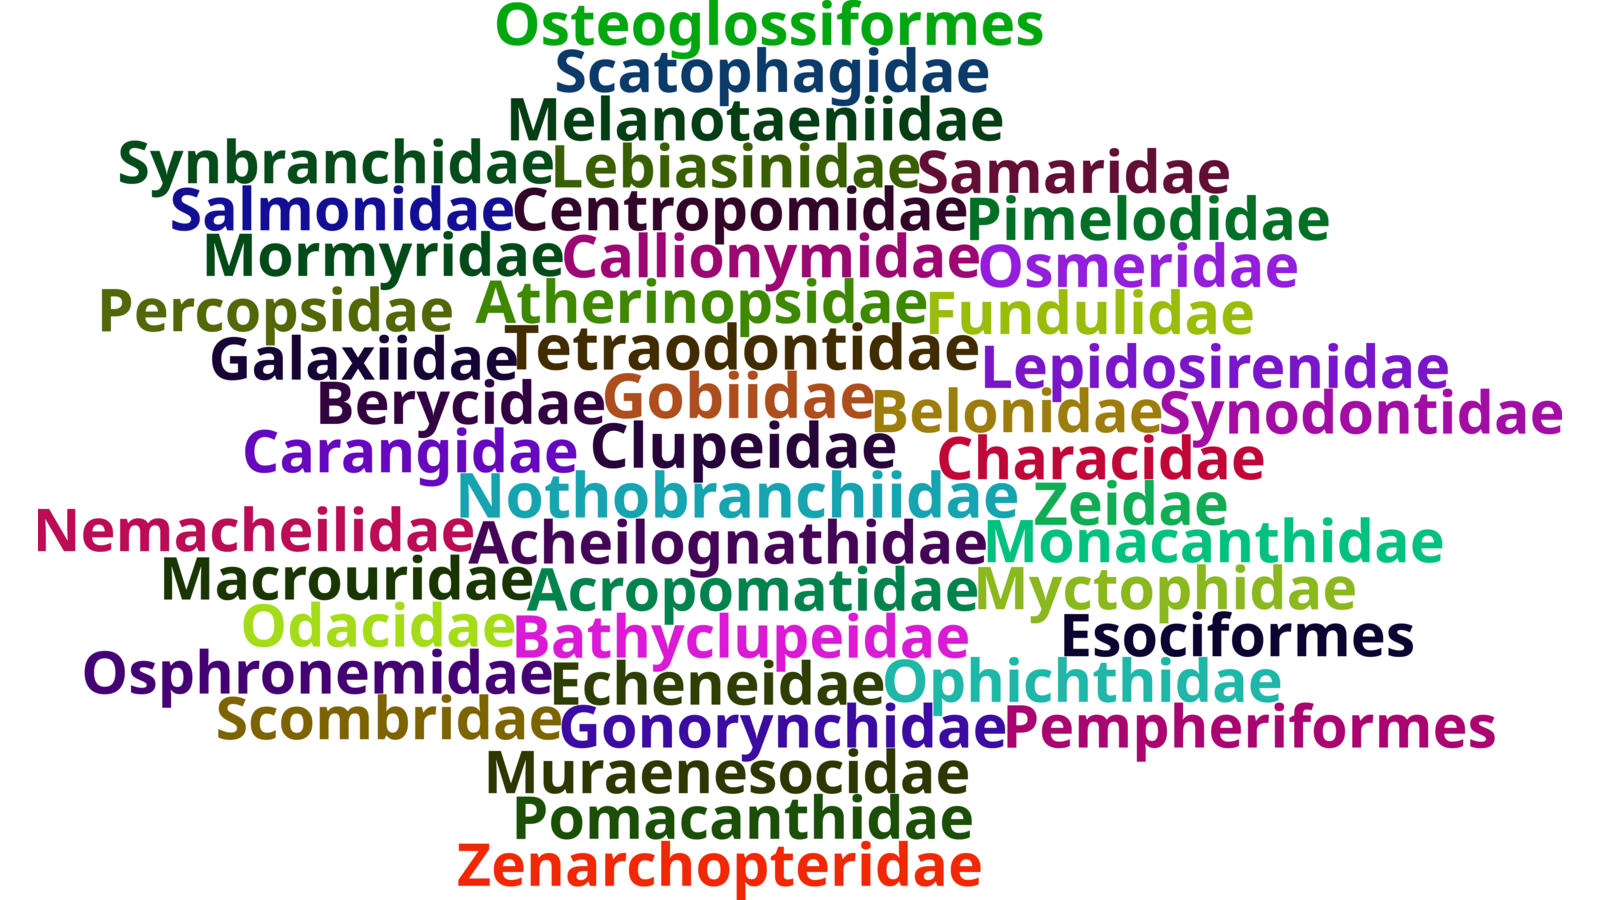 Osteoglossiformes
Scatophagidae
Melanotaeniidae
Synbranchidae Lebiasinidae Samaridae
Salmonidae Centropomidae Pimelodidae
Mormyridae Callionymidae Osmeridae
Percopsidae Atherinopsidae Fundulidae
Galaxiidae Tetraodontidae Lepidosirenidae
Berycidae Gobiidae Belonidae Synodontidae
Carangidae Clupeidae Characidae
Nothobranchiidae Zeidae
Nemacheilidae Acheilognathidae Monacanthidae
Macrouridae Acropomatidae Myctophidae
Odacidae Bathyclupeidae Esociformes
Osphronemidae Echeneidae Ophichthidae
Scombridae Gonorynchidae Pempheriformes
Muraenesocidae
Pomacanthidae
Zenarchopteridae